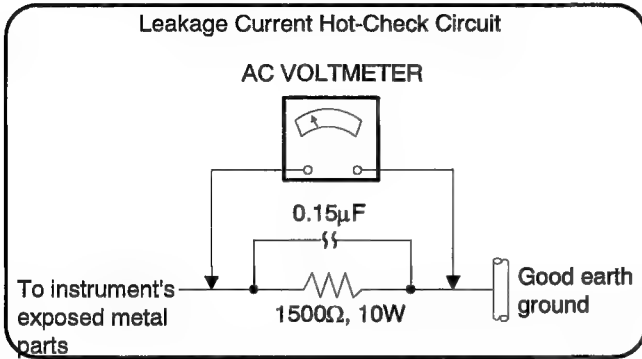 Leakage Current Hot-Check Circuit
AC VOLTMETER
0.15µF
1500Ω, 10W
To instrument's
exposed metal
parts
Good earth
ground